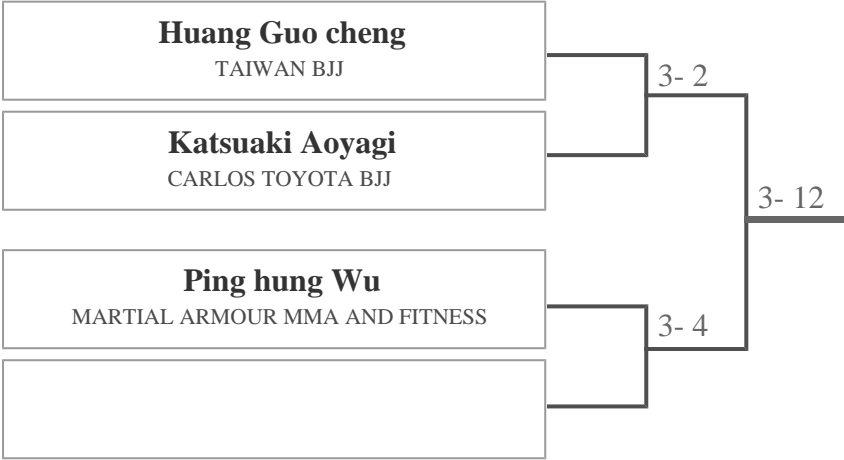 Huang Guo cheng
TAIWAN BJJ
3- 2
Katsuaki Aoyagi
CARLOS TOYOTA BJJ
3- 12
Ping hung Wu
MARTIAL ARMOUR MMA AND FITNESS
3- 4